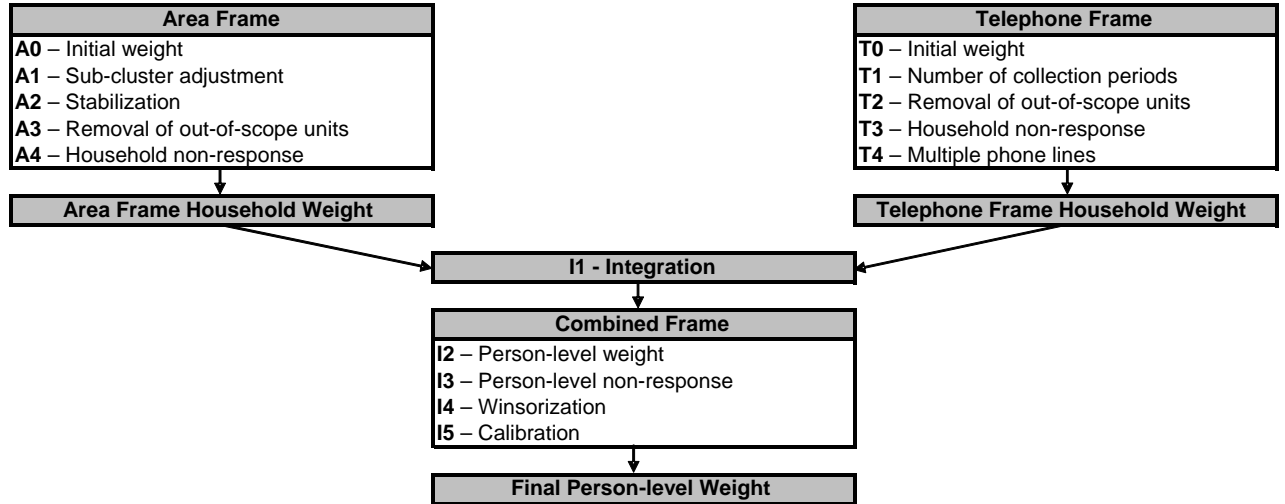 Area Frame
A0 – Initial weight
A1 – Sub-cluster adjustment
A2 – Stabilization
A3 – Removal of out-of-scope units
A4 – Household non-response
Area Frame Household Weight
Telephone Frame
T0 – Initial weight
T1 – Number of collection periods
T2 – Removal of out-of-scope units
T3 – Household non-response
T4 – Multiple phone lines
Telephone Frame Household Weight
I1 - Integration
Combined Frame
I2 – Person-level weight
I3 – Person-level non-response
I4 – Winsorization
I5 – Calibration
Final Person-level Weight